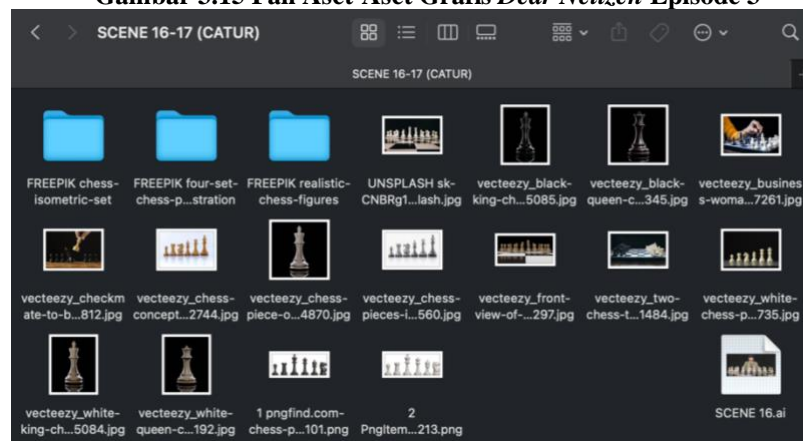 Gambar 3.15 Fail Aset-Aset Grafis Dear Netizen Episode 3
SCENE 16-17 (CATUR)
SCENE 16-17 (CATUR)
FREEPIK chess-
isometric-set
FREEPIK four-set-
chess-p...stration
FREEPIK realistic-
chess-figures
UNSPLASH sk-
CNBRg1...lash.jpg
vecteezy_black-
king-ch...5085.jpg
vecteezy_black-
queen-c...345.jpg
vecteezy_busines
s-woma...7261.jpg
vecteezy_checkm
ate-to-b...812.jpg
vecteezy_chess-
concept...2744.jpg
vecteezy_chess-
piece-o...4870.jpg
vecteezy_chess-
pieces-i...560.jpg
vecteezy_front-
view-of-...297.jpg
vecteezy_two-
chess-t...1484.jpg
vecteezy_white-
chess-p...735.jpg
vecteezy_white-
king-ch...5084.jpg
vecteezy_white-
queen-c...192.jpg
1 pngfind.com-
chess-p...101.png
2
PngItem...213.png
SCENE 16.ai